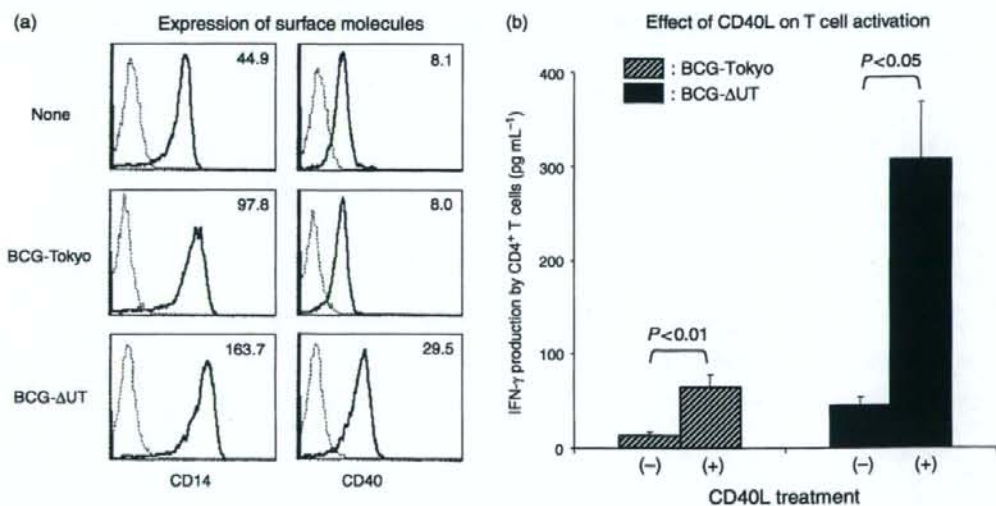 (a)
Expression of surface molecules
None
44.9
8.1
BCG-Tokyo
97.8
8.0
BCG-ΔUT
163.7
29.5
CD14
CD40
(b)
Effect of CD40L on T cell activation
IFN-γ production by CD4⁺ T cells (pg mL⁻¹)
400
300
200
100
0
: BCG-Tokyo
: BCG-ΔUT
P<0.05
P<0.01
(–)
(+)
(–)
(+)
CD40L treatment